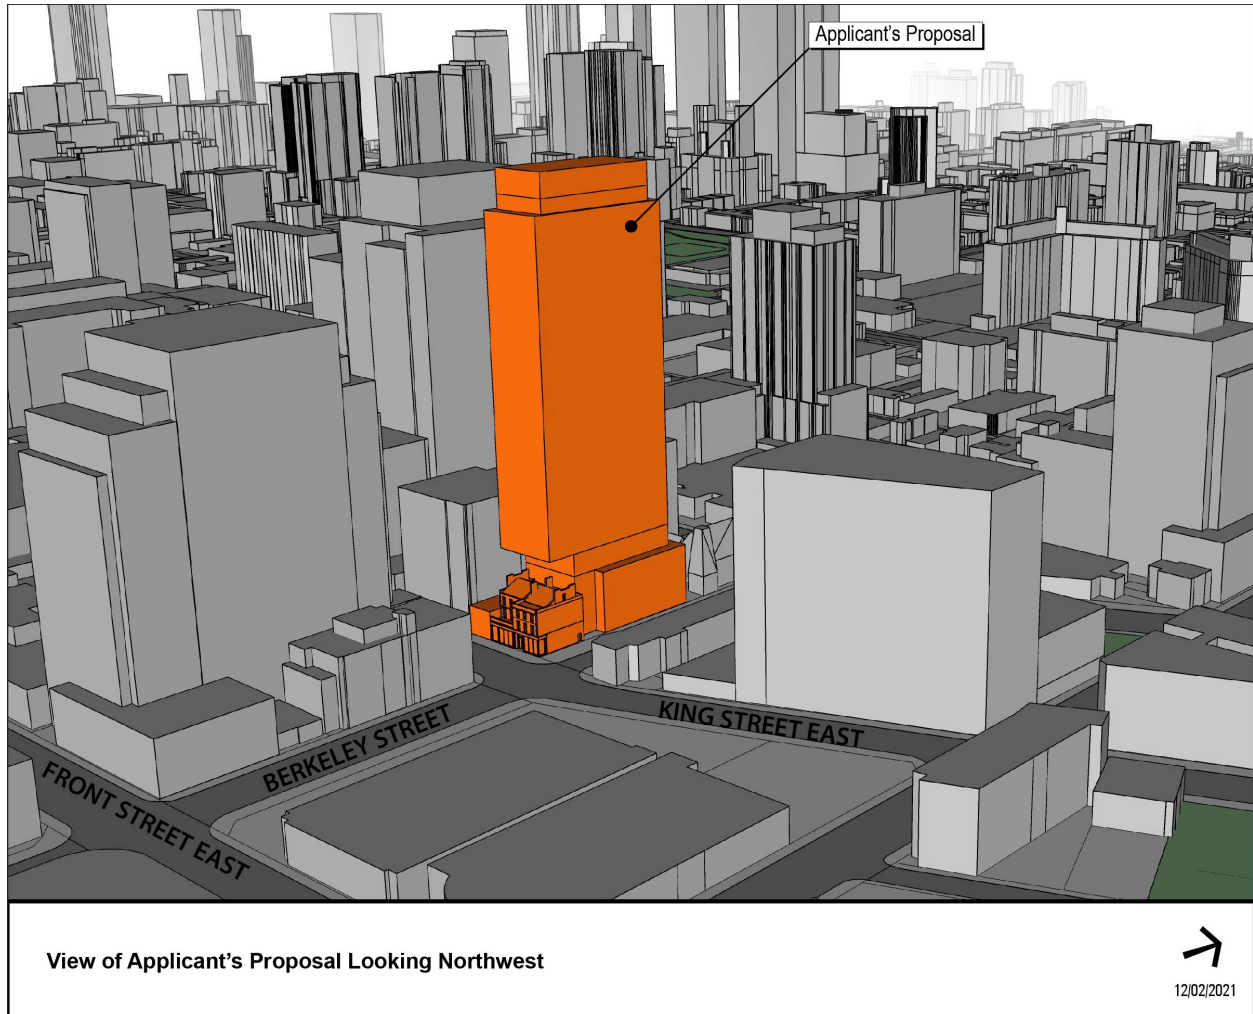 Applicant's Proposal
KING STREET EAST
BERKELEY STREET
FRONT STREET EAST
View of Applicant's Proposal Looking Northwest
12/02/2021